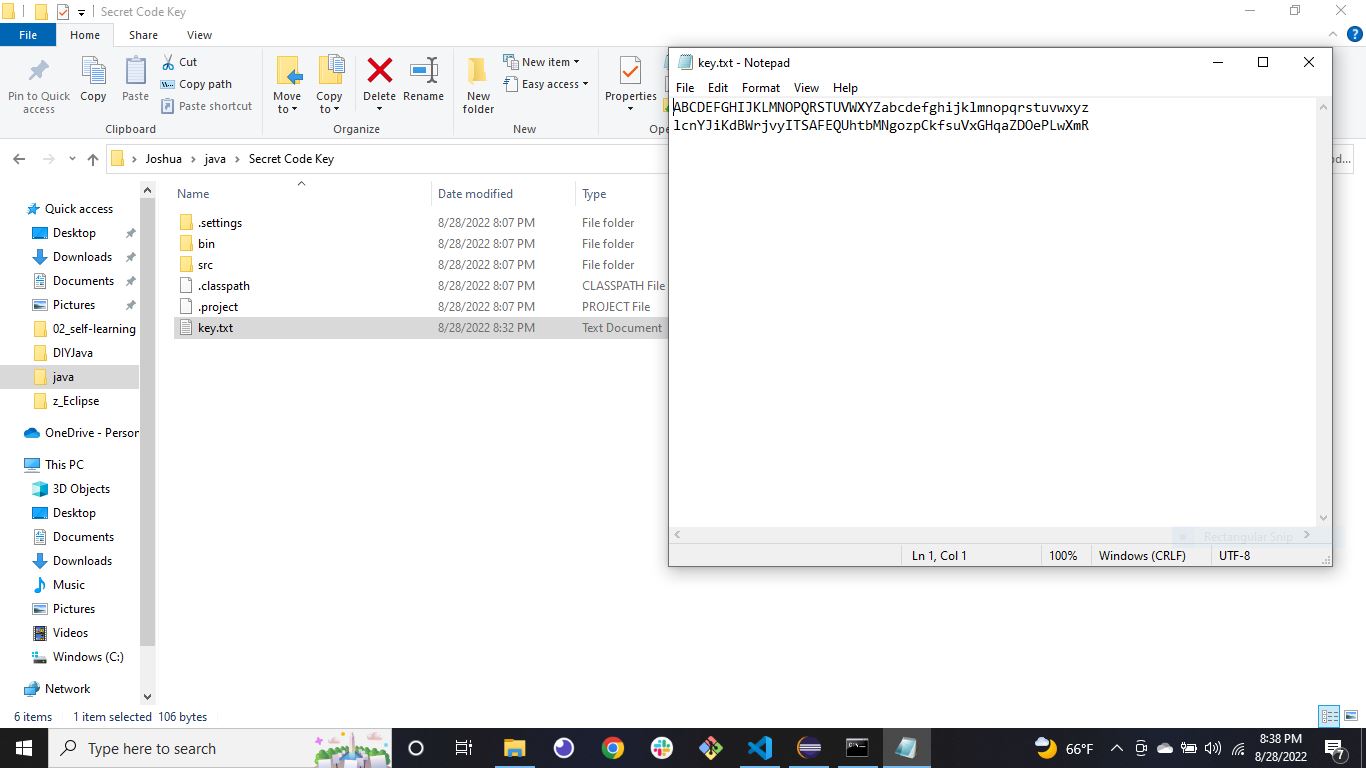 Secret Code Key
File Home Share View
Pin to Quick access
Copy
Paste
Cut
Copy path
Paste shortcut
Clipboard
Move to
Copy to
Delete
Rename
Organize
New folder
New item
Easy access
New
Properties
Joshua > java > Secret Code Key
Quick access
Desktop
Downloads
Documents
Pictures
02_self-learning
DIYJava
java
z_Eclipse
OneDrive - Person
This PC
3D Objects
Desktop
Documents
Downloads
Music
Pictures
Videos
Windows (C:)
Network
Name Date modified Type
.settings 8/28/2022 8:07 PM File folder
bin 8/28/2022 8:07 PM File folder
src 8/28/2022 8:07 PM File folder
.classpath 8/28/2022 8:07 PM CLASSPATH File
.project 8/28/2022 8:07 PM PROJECT File
key.txt 8/28/2022 8:32 PM Text Document
key.txt - Notepad
File Edit Format View Help
ABCDEFGHIJKLMNOPQRSTUVWXYZabcdefghijklmnopqrstuvwxyz
lcnYJiKdBWrjvyITSAFEQUhtbMNgozpCkfsuVxGHqaZDOePLwXmR
Rectangular Snip
Ln 1, Col 1 100% Windows (CRLF) UTF-8
6 items 1 item selected 106 bytes
Type here to search
66°F
8:38 PM
8/28/2022
7